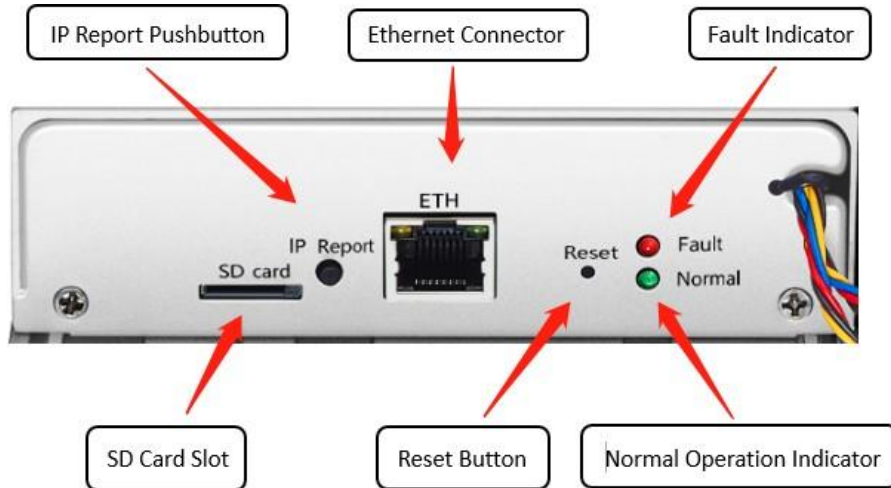 IP Report Pushbutton
Ethernet Connector
Fault Indicator
ETH
IP Report
SD card
Reset
Fault
Normal
SD Card Slot
Reset Button
Normal Operation Indicator